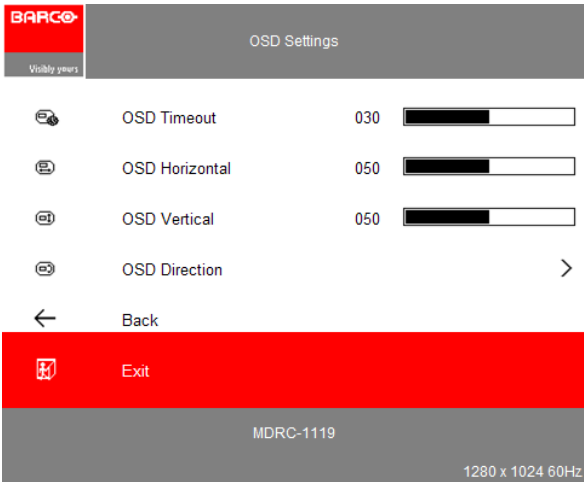 BARCO
Visibly yours
OSD Settings
OSD Timeout 030
OSD Horizontal 050
OSD Vertical 050
OSD Direction >
Back
Exit
MDRC-1119
1280 x 1024 60Hz